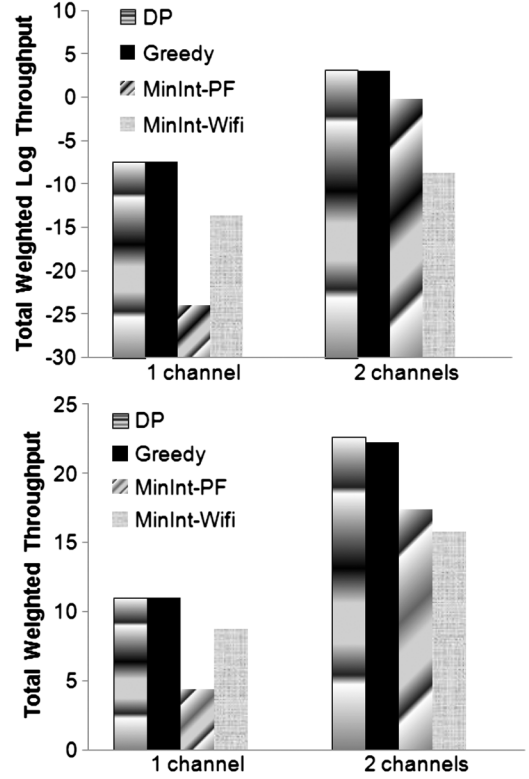 Total Weighted Log Throughput
10
5
0
-5
-10
-15
-20
-25
-30
DP
Greedy
MinInt-PF
MinInt-Wifi
1 channel
2 channels
Total Weighted Throughput
25
20
15
10
5
0
DP
Greedy
MinInt-PF
MinInt-Wifi
1 channel
2 channels